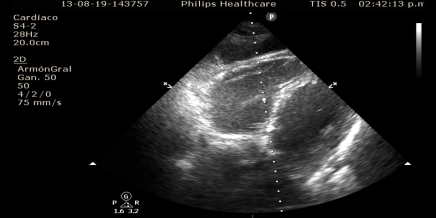 13-08-19-143757 Philips Healthcare TIS 0.5 02:42:13 p.m
Cardíaco
S4-2
28Hz
20.0cm
2D
ArmónGral
Gan. 50
50
4/2/0
75 mm/s
P
G
P R
1.6 3.2